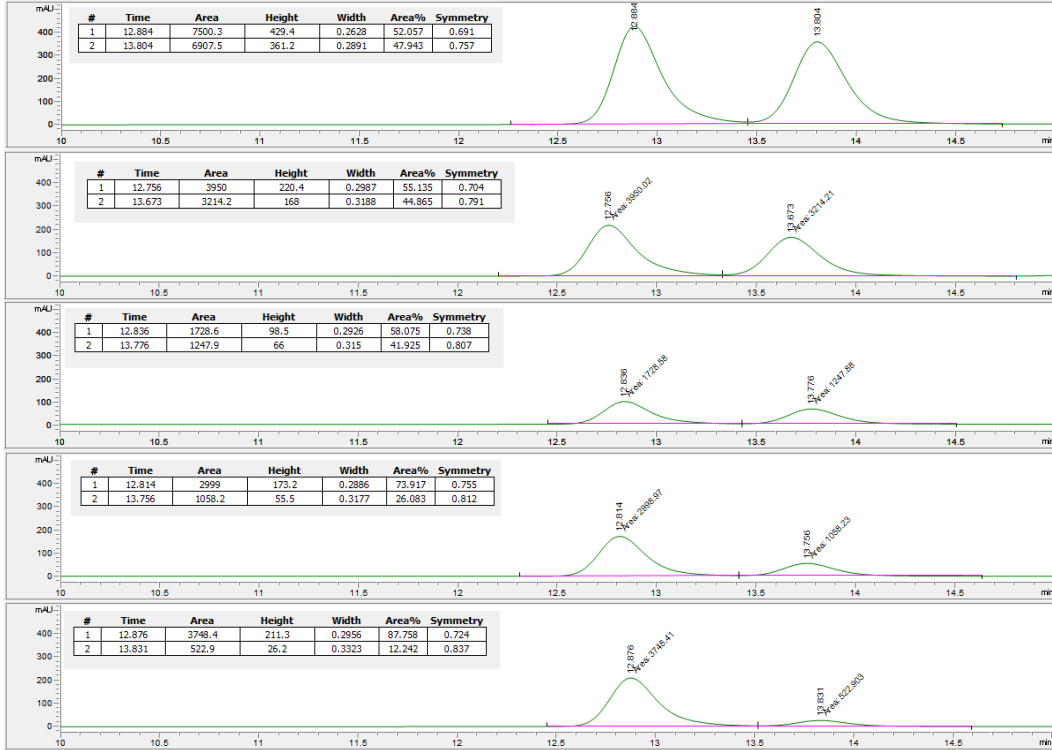 mAU
# Time Area Height Width Area% Symmetry
1 12.884 7500.3 429.4 0.2628 52.057 0.691
2 13.804 6907.5 361.2 0.2891 47.943 0.757
12.884
13.804
400
300
200
100
0
10 10.5 11 11.5 12 12.5 13 13.5 14 14.5 min
mAU
# Time Area Height Width Area% Symmetry
1 12.756 3950 220.4 0.2987 55.135 0.704
2 13.673 3214.2 168 0.3188 44.865 0.791
12.756
Area: 3950.02
13.673
Area: 3214.21
400
300
200
100
0
10 10.5 11 11.5 12 12.5 13 13.5 14 14.5 min
mAU
# Time Area Height Width Area% Symmetry
1 12.836 1728.6 98.5 0.2926 58.075 0.738
2 13.776 1247.9 66 0.315 41.925 0.807
12.836
Area: 1728.58
13.776
Area: 1247.88
400
300
200
100
0
10 10.5 11 11.5 12 12.5 13 13.5 14 14.5 min
mAU
# Time Area Height Width Area% Symmetry
1 12.814 2999 173.2 0.2886 73.917 0.755
2 13.756 1058.2 55.5 0.3177 26.083 0.812
12.814
Area: 2998.97
13.756
Area: 1058.23
400
300
200
100
0
10 10.5 11 11.5 12 12.5 13 13.5 14 14.5 min
mAU
# Time Area Height Width Area% Symmetry
1 12.876 3748.4 211.3 0.2956 87.758 0.724
2 13.831 522.9 26.2 0.3323 12.242 0.837
12.876
Area: 3748.41
13.831
Area: 522.903
400
300
200
100
0
10 10.5 11 11.5 12 12.5 13 13.5 14 14.5 min